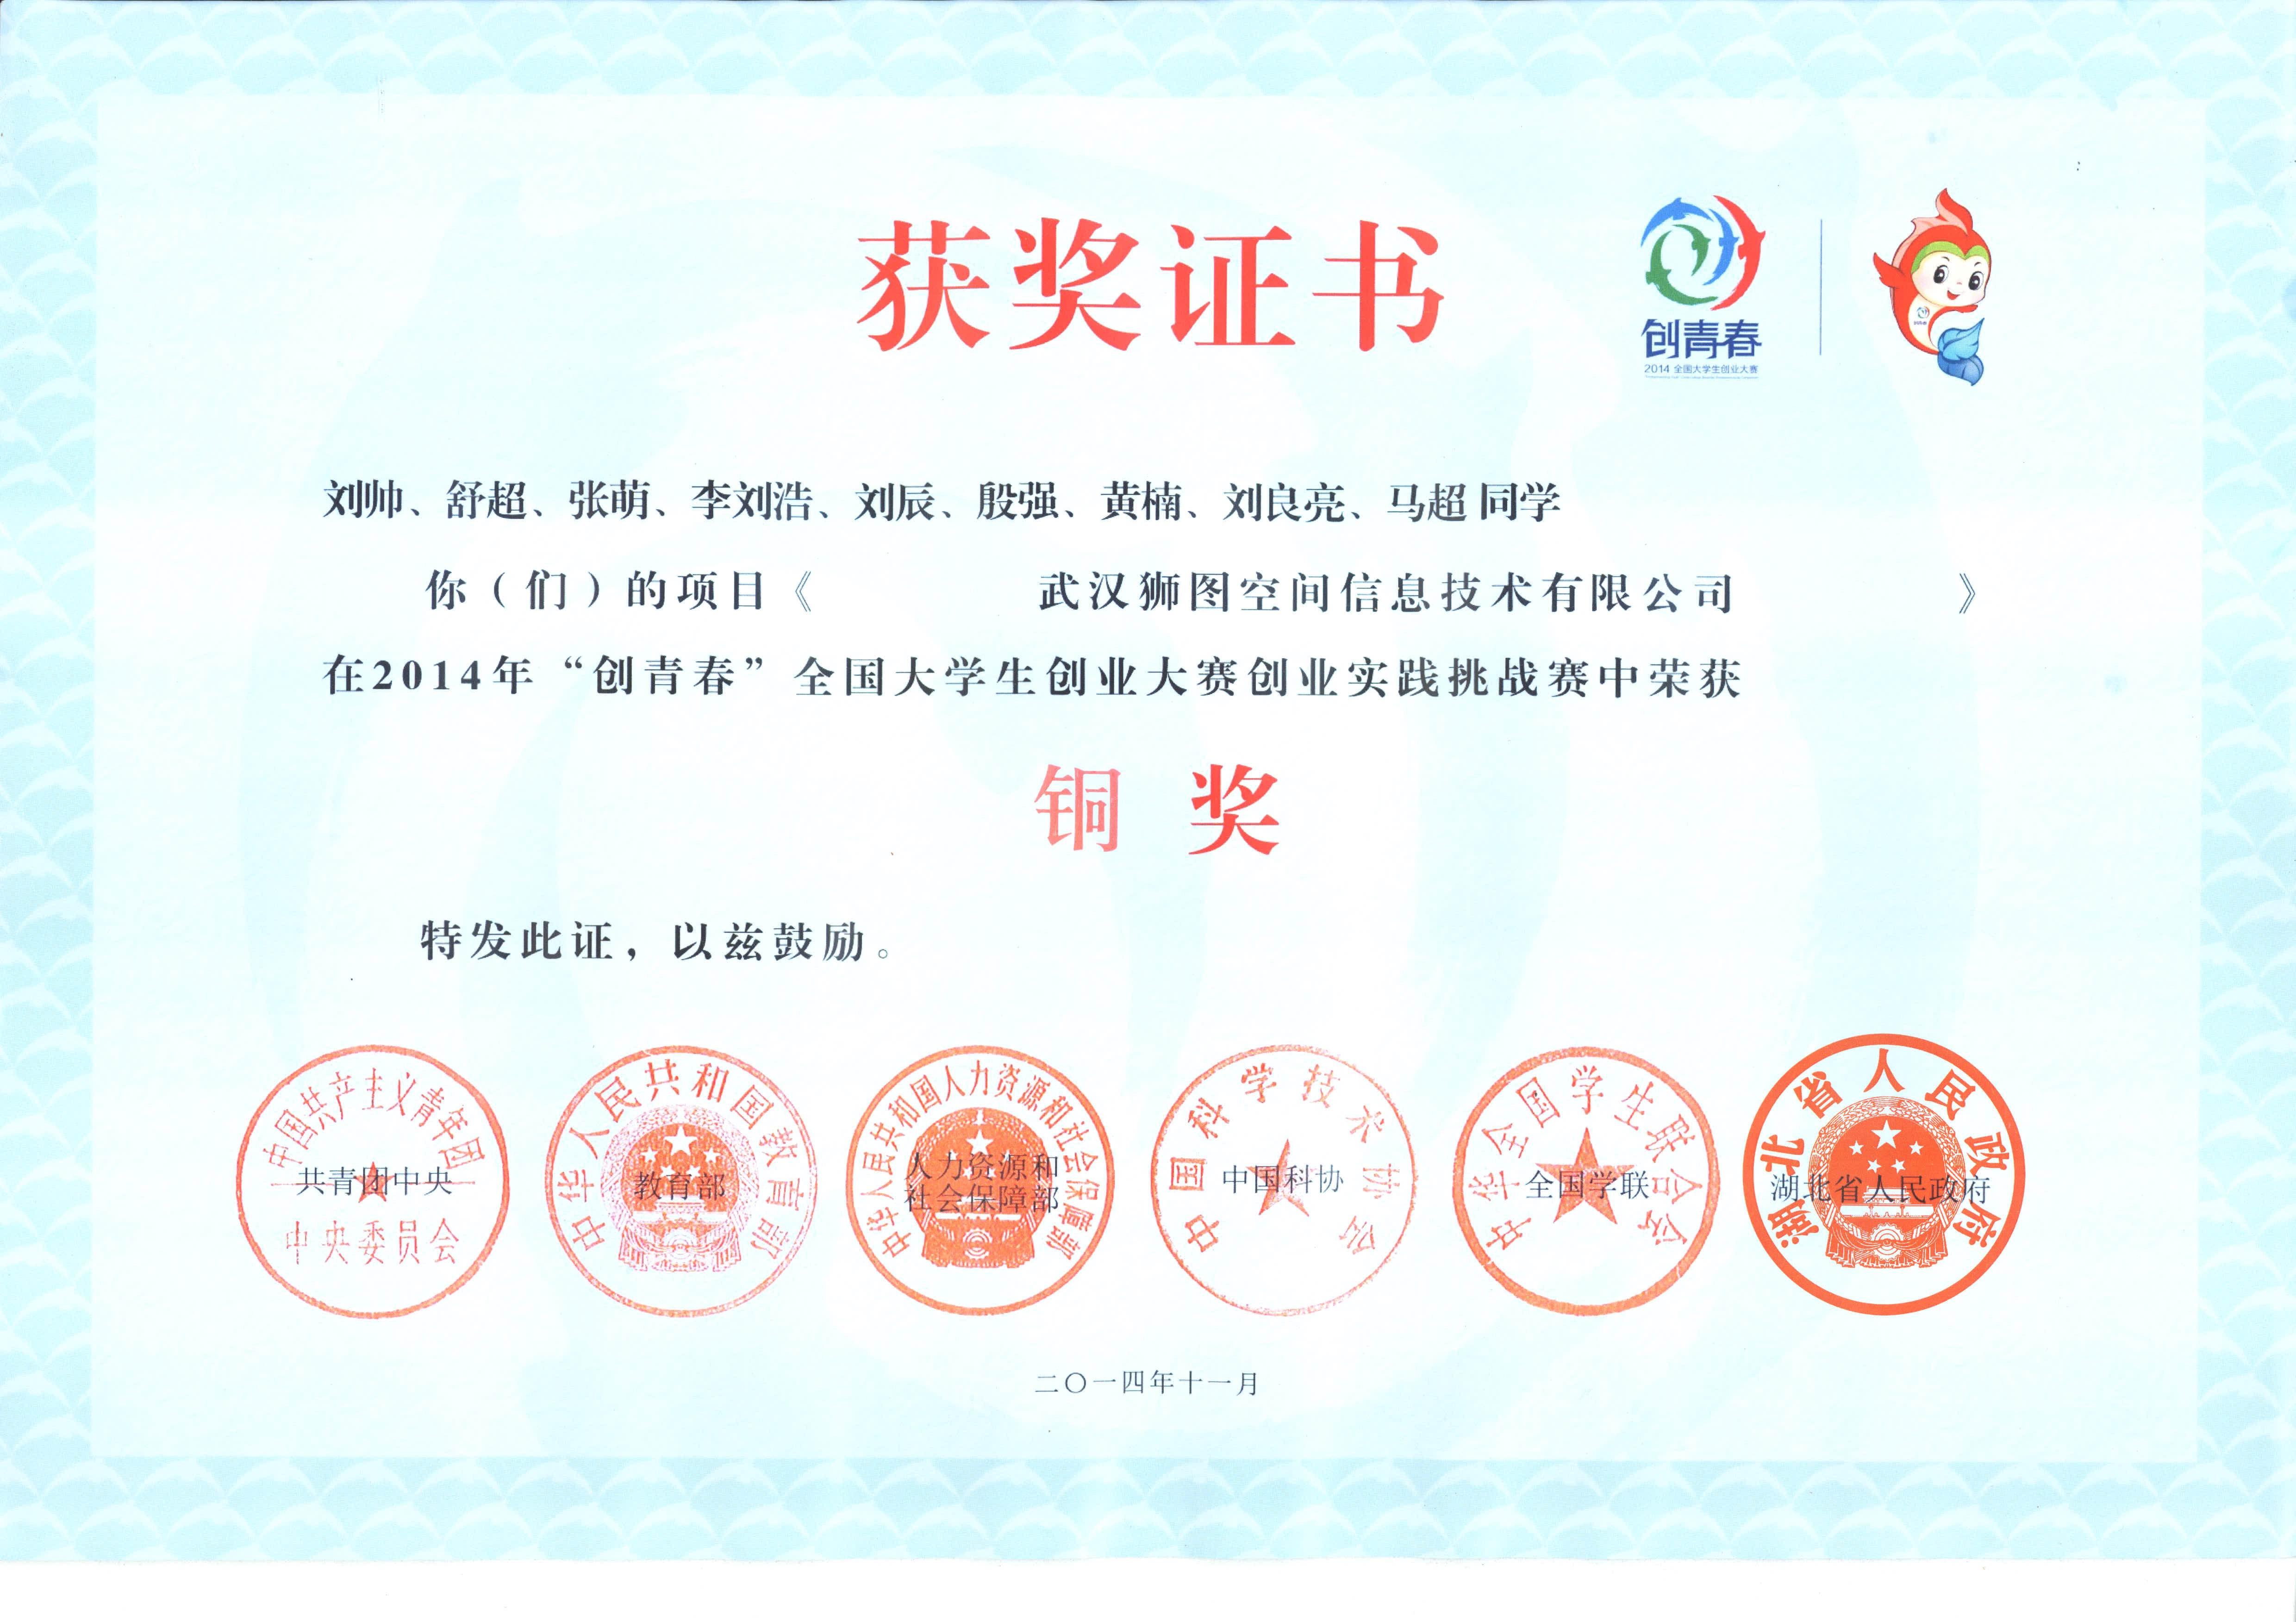 获奖证书
创青春
2014 全国大学生创业大赛
刘帅、舒超、张萌、李刘浩、刘辰、殷强、黄楠、刘良亮、马超 同学
你（们）的项目《 武汉狮图空间信息技术有限公司 》
在2014年“创青春”全国大学生创业大赛创业实践挑战赛中荣获
铜 奖
特发此证，以兹鼓励。
中国共产主义青年团
共青团中央
中央委员会
中华人民共和国教育部
教育部
中华人民共和国人力资源和社会保障部
人力资源和
社会保障部
中国科学技术协会
中国科协
中华全国学生联合会
全国学联
湖北省人民政府
湖北省人民政府
二〇一四年十一月